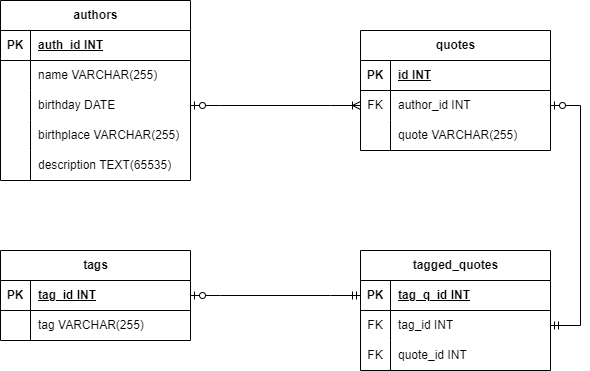 authors
PK auth_id INT
name VARCHAR(255)
birthday DATE
birthplace VARCHAR(255)
description TEXT(65535)
quotes
PK id INT
FK author_id INT
quote VARCHAR(255)
tags
PK tag_id INT
tag VARCHAR(255)
tagged_quotes
PK tag_q_id INT
FK tag_id INT
FK quote_id INT